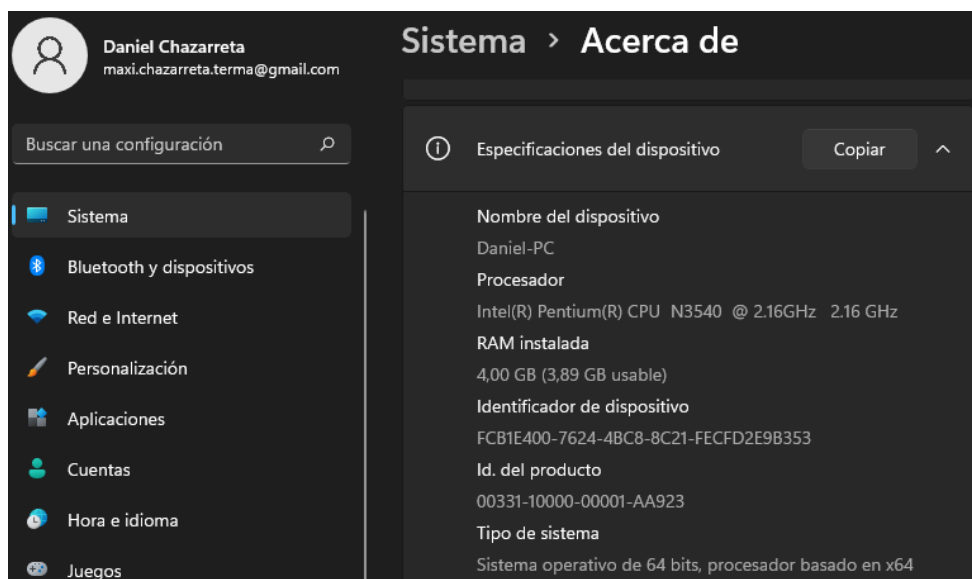 Daniel Chazarreta
maxi.chazarreta.terma@gmail.com
Buscar una configuración
Sistema
Bluetooth y dispositivos
Red e Internet
Personalización
Aplicaciones
Cuentas
Hora e idioma
Juegos
Sistema > Acerca de
Especificaciones del dispositivo
Copiar
Nombre del dispositivo
Daniel-PC
Procesador
Intel(R) Pentium(R) CPU N3540 @ 2.16GHz 2.16 GHz
RAM instalada
4,00 GB (3,89 GB usable)
Identificador de dispositivo
FCB1E400-7624-4BC8-8C21-FECFD2E9B353
Id. del producto
00331-10000-00001-AA923
Tipo de sistema
Sistema operativo de 64 bits, procesador basado en x64